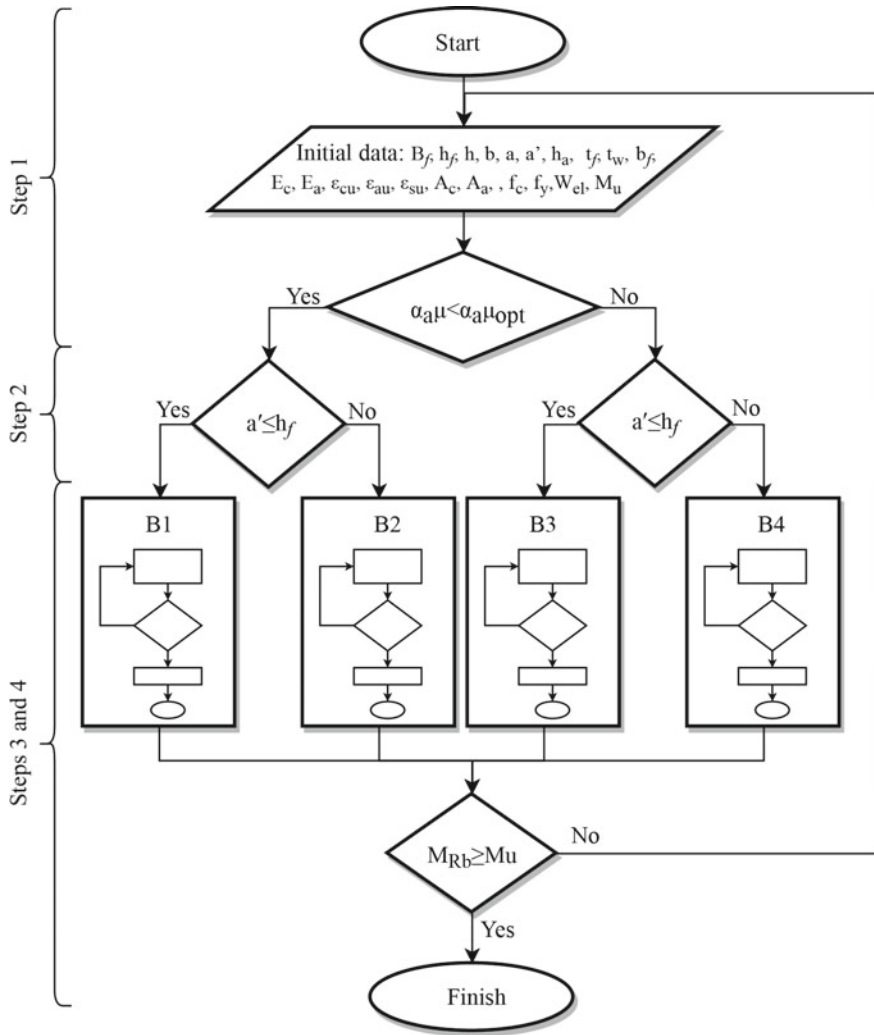 Start
Step 1
Initial data: B_f, h_f, h, b, a, a’, h_a, t_f, t_w, b_f,
E_c, E_a, ε_cu, ε_au, ε_su, A_c, A_a, , f_c, f_y,W_el, M_u
Yes
α_aμ<α_aμ_opt
No
Step 2
Yes
a′≤h_f
No
Yes
a′≤h_f
No
B1
B2
B3
B4
Steps 3 and 4
M_Rb≥Mu
No
Yes
Finish